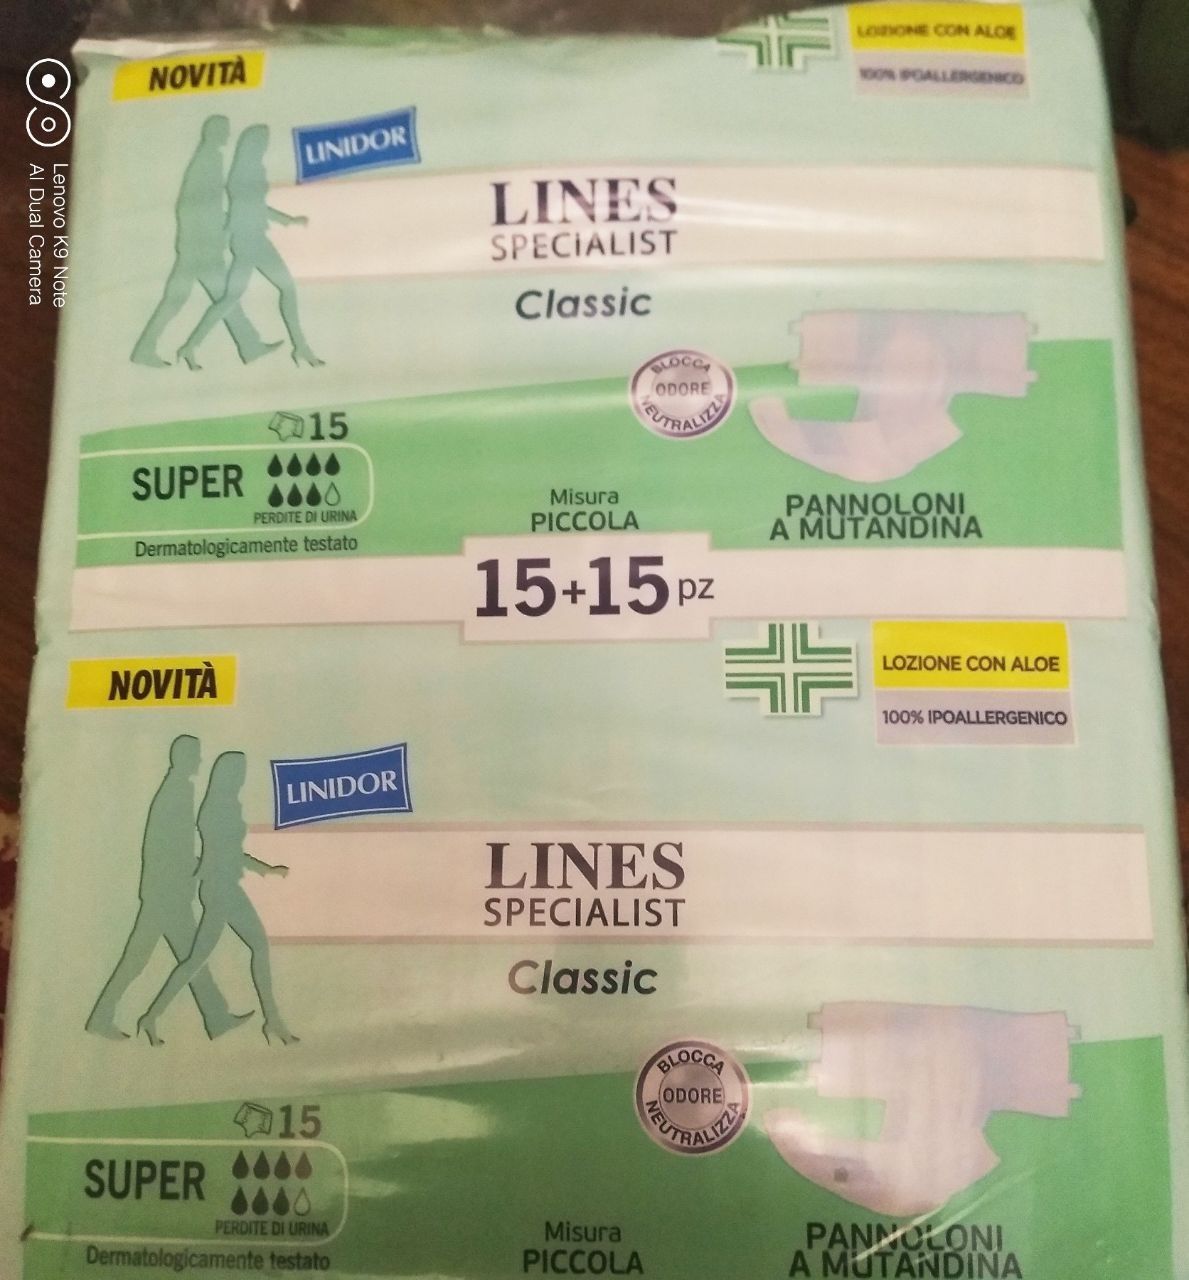 NOVITÀ
LOZIONE CON ALOE
100% IPOALLERGENICO
LINIDOR
LINES
SPECIALIST
Classic
BLOCCA
ODORE
NEUTRALIZZA
15
SUPER
PERDITE DI URINA
Dermatologicamente testato
Misura
PICCOLA
PANNOLONI
A MUTANDINA
15+15 pz
NOVITÀ
LOZIONE CON ALOE
100% IPOALLERGENICO
LINIDOR
LINES
SPECIALIST
Classic
BLOCCA
ODORE
NEUTRALIZZA
15
SUPER
PERDITE DI URINA
Dermatologicamente testato
Misura
PICCOLA
PANNOLONI
A MUTANDINA
Lenovo K9 Note
AI Dual Camera